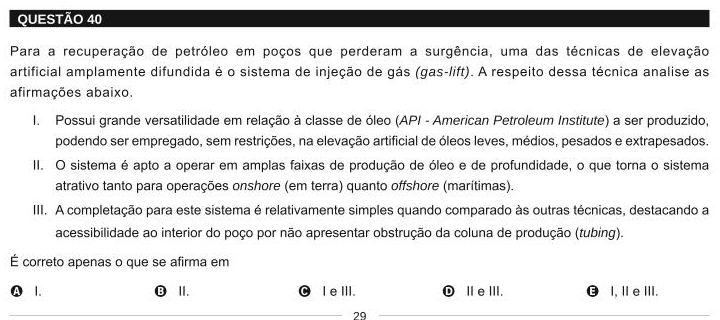 QUESTÃO 40
Para a recuperação de petróleo em poços que perderam a surgência, uma das técnicas de elevação
artificial amplamente difundida é o sistema de injeção de gás (gas-lift). A respeito dessa técnica analise as
afirmações abaixo.
I. Possui grande versatilidade em relação à classe de óleo (API - American Petroleum Institute) a ser produzido,
podendo ser empregado, sem restrições, na elevação artificial de óleos leves, médios, pesados e extrapesados.
II. O sistema é apto a operar em amplas faixas de produção de óleo e de profundidade, o que torna o sistema
atrativo tanto para operações onshore (em terra) quanto offshore (marítimas).
III. A completação para este sistema é relativamente simples quando comparado às outras técnicas, destacando a
acessibilidade ao interior do poço por não apresentar obstrução da coluna de produção (tubing).
É correto apenas o que se afirma em
A I. B II. C I e III. D II e III. E I, II e III.
29